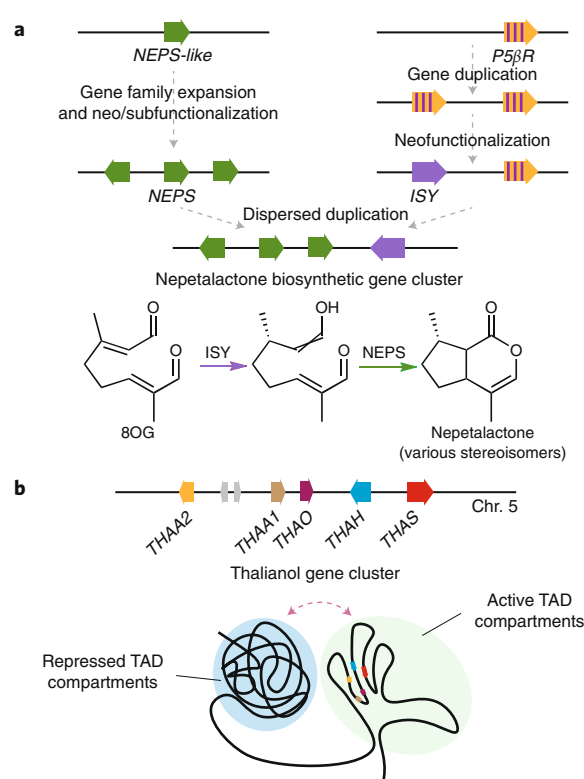 a
NEPS-like
P5βR
Gene family expansion
and neo/subfunctionalization
Gene duplication
Neofunctionalization
NEPS
ISY
Dispersed duplication
Nepetalactone biosynthetic gene cluster
O
O
8OG
ISY
OH
O
NEPS
O
O
Nepetalactone
(various stereoisomers)
b
Chr. 5
THAA2
THAA1
THAO
THAH
THAS
Thalianol gene cluster
Active TAD
compartments
Repressed TAD
compartments